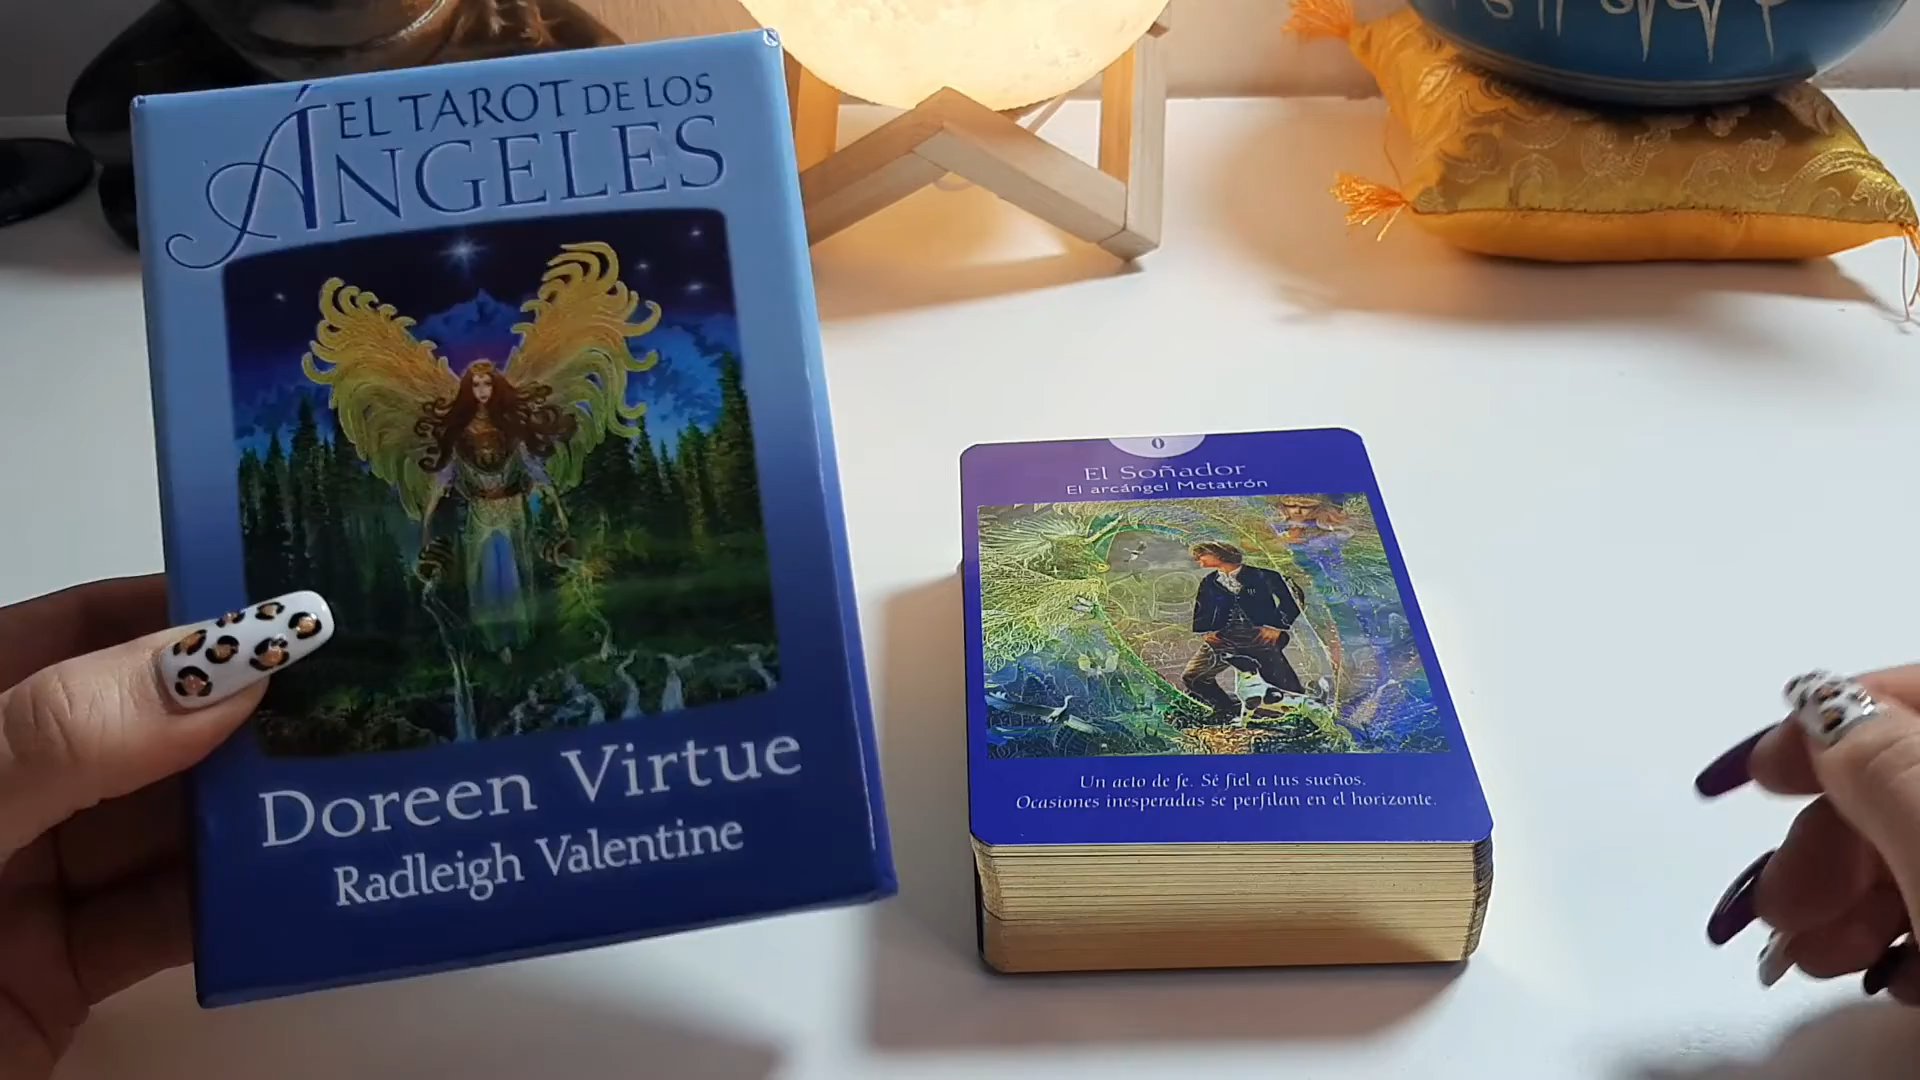 EL TAROT DE LOS
ÁNGELES
Doreen Virtue
Radleigh Valentine
0
El Soñador
El arcángel Metatrón
Un acto de fe. Sé fiel a tus sueños.
Ocasiones inesperadas se perfilan en el horizonte.